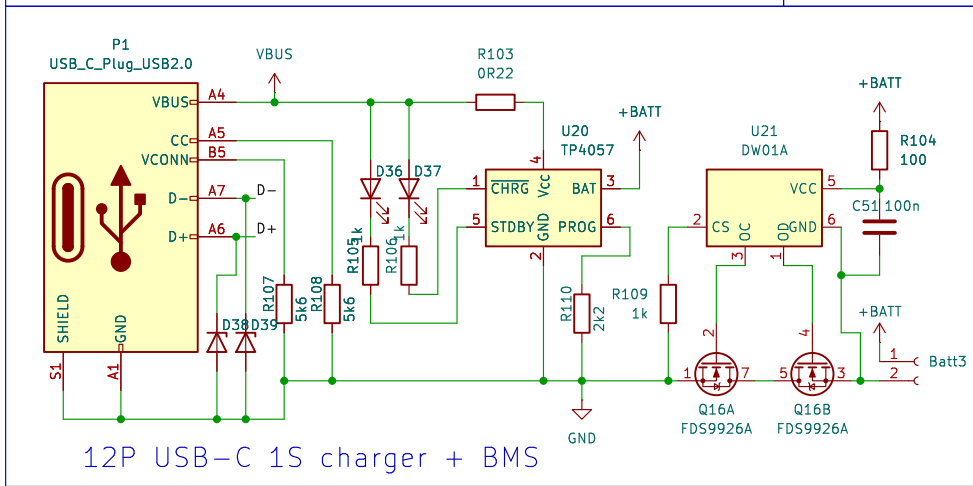 P1
USB_C_Plug_USB2.0
VBUS
A4
CC
A5
VCONN
B5
D-
A7
D+
A6
SHIELD
GND
S1
A1
VBUS
D-
D+
R107
5k6
R108
5k6
D38
D39
D36
D37
R105
1k
R106
1k
R103
0R22
U20
TP4057
+BATT
4
1
CHRG
Vcc
BAT
3
5
STDBY
GND
PROG
6
2
R110
2k2
GND
R109
1k
U21
DW01A
VCC
5
2
CS
OC
OD
GND
6
3
1
+BATT
R104
100
C51
100n
2
1
7
Q16A
FDS9926A
4
5
3
Q16B
FDS9926A
+BATT
1
2
Batt3
12P USB-C 1S charger + BMS